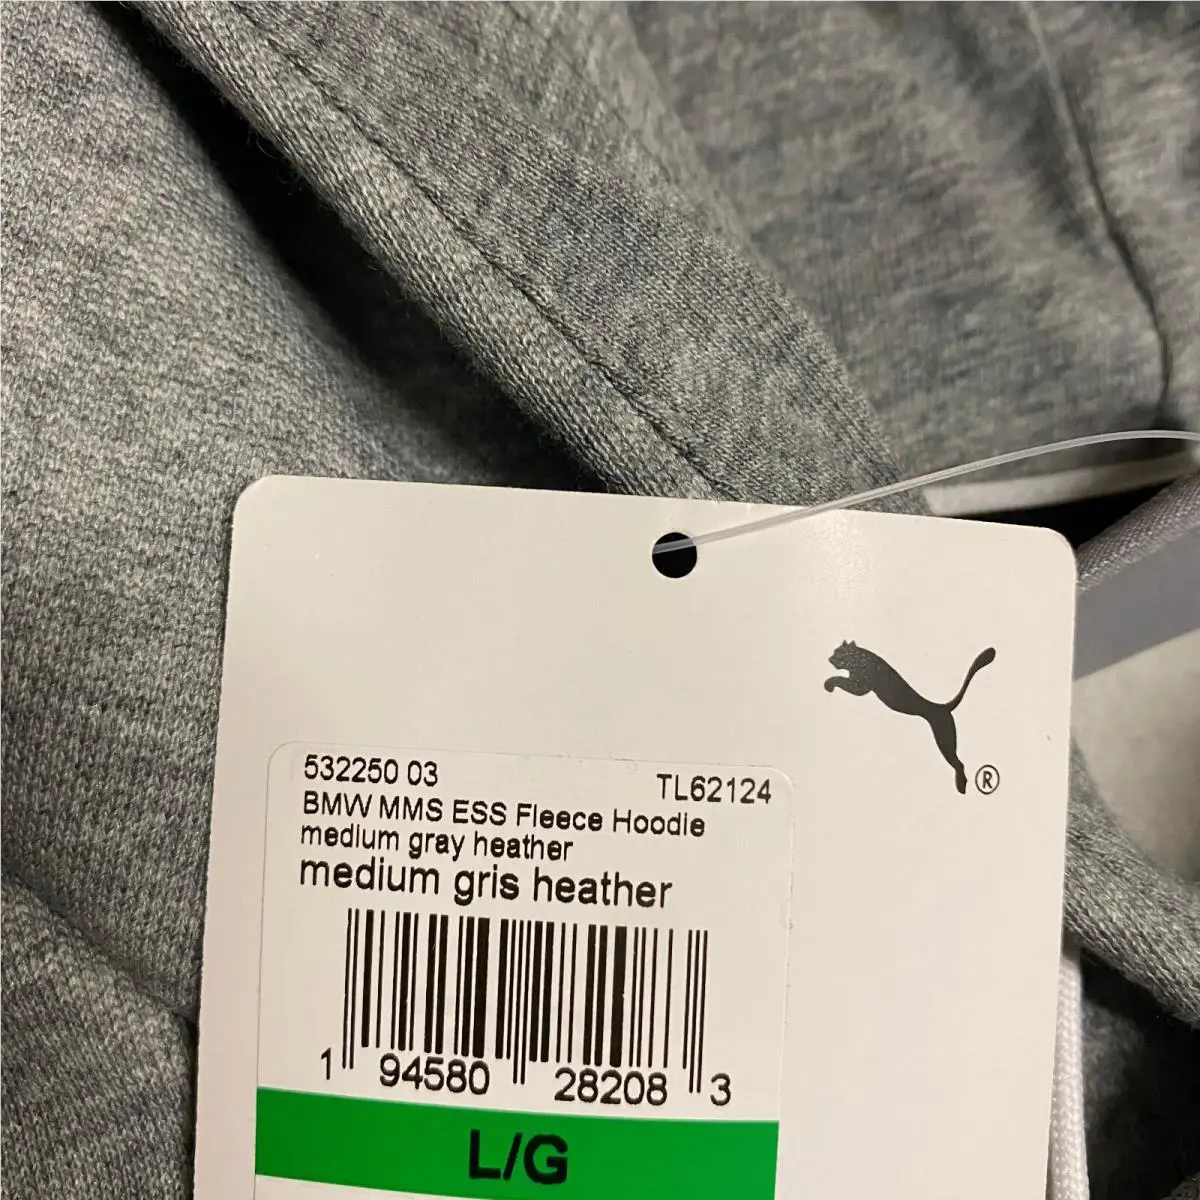 ®
532250 03 TL62124
BMW MMS ESS Fleece Hoodie
medium gray heather
medium gris heather
1 94580 28208 3
L/G